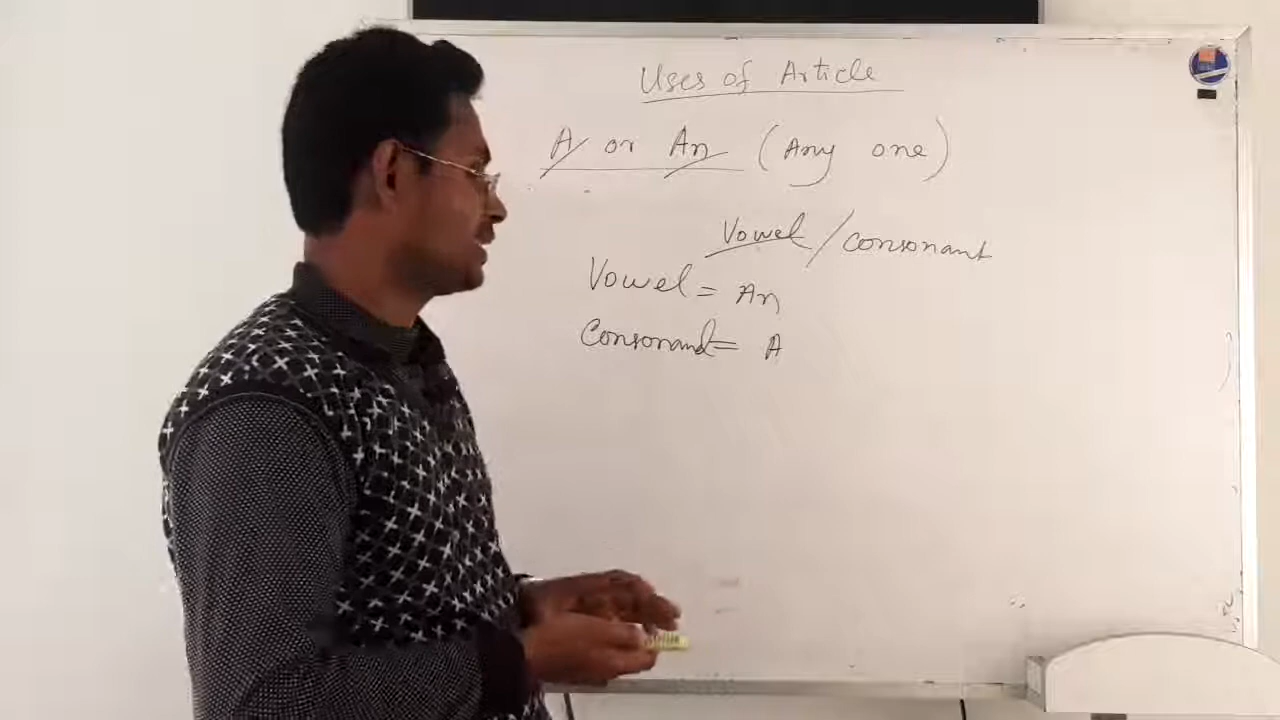 Uses of Article
A or An (Any one)
Vowel / consonant
Vowel = An
Consonant = A